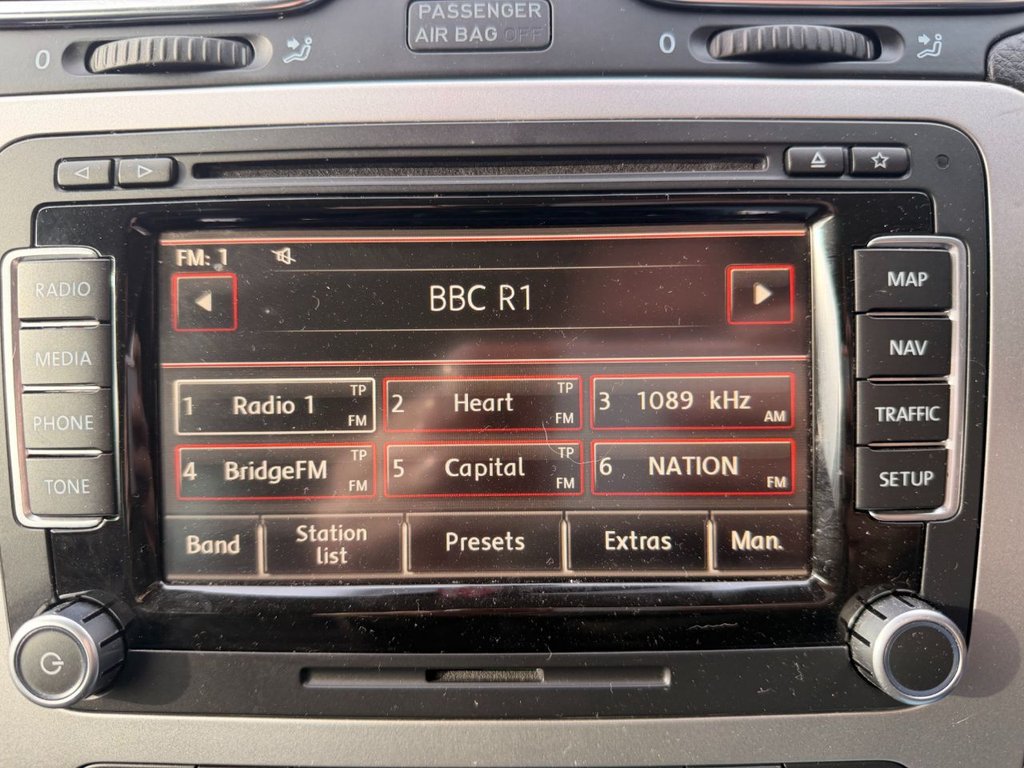 PASSENGER
AIR BAG OFF
0
0
FM: 1
BBC R1
RADIO
MEDIA
PHONE
TONE
MAP
NAV
TRAFFIC
SETUP
1 Radio 1 TP FM
2 Heart TP FM
3 1089 kHz AM
4 BridgeFM TP FM
5 Capital TP FM
6 NATION FM
Band
Station
list
Presets
Extras
Man.